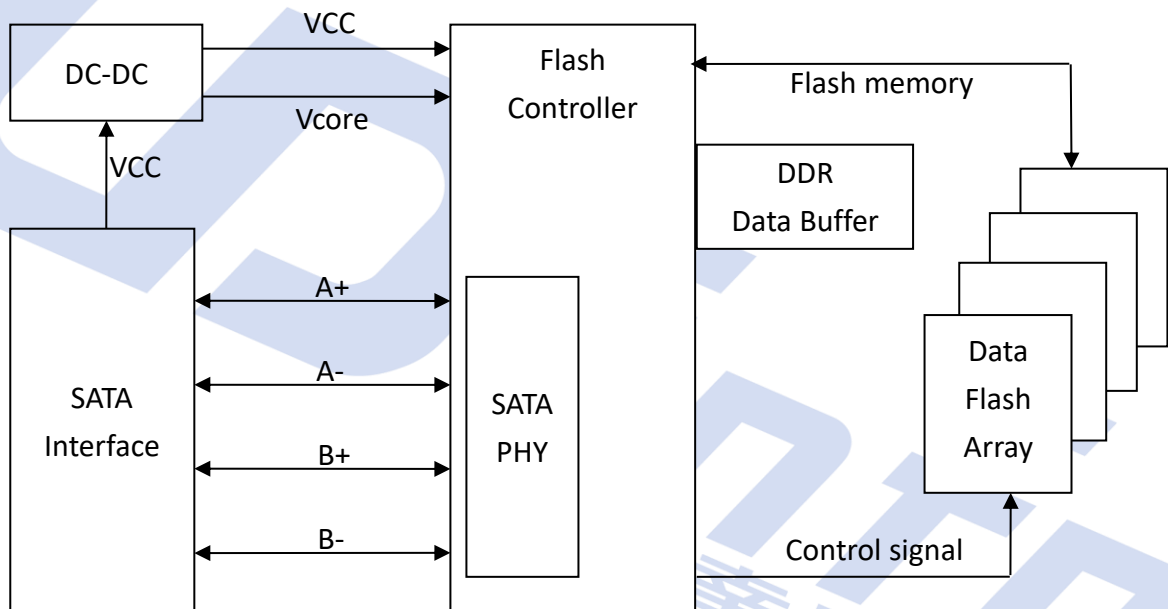 VCC
DC-DC
Flash
Controller
Flash memory
Vcore
VCC
DDR
Data Buffer
A+
A-
SATA
Interface
SATA
PHY
B+
B-
Data
Flash
Array
Control signal